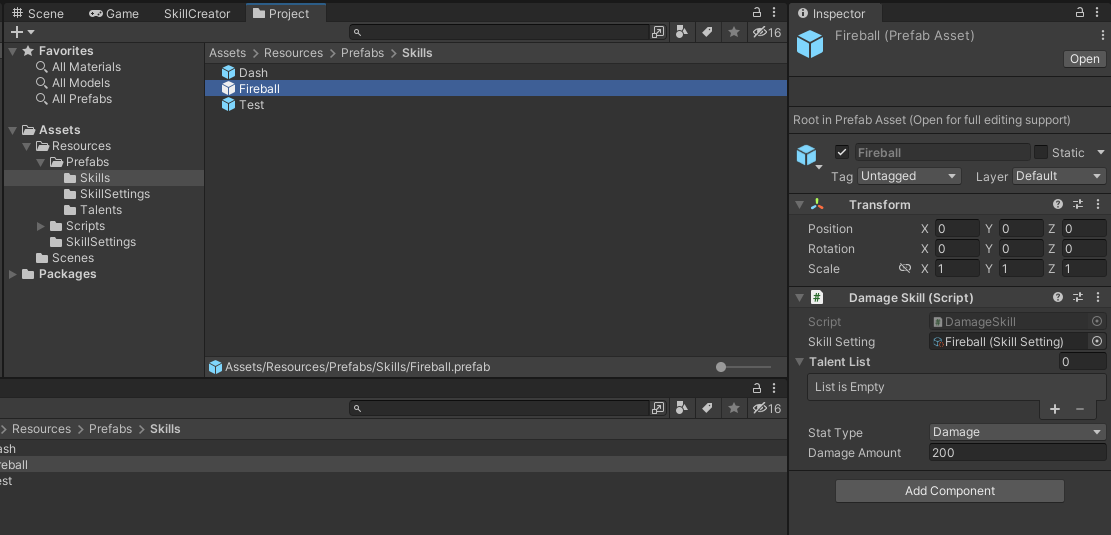 Scene Game SkillCreator Project
16
Favorites
All Materials
All Models
All Prefabs
Assets
Resources
Prefabs
Skills
SkillSettings
Talents
Scripts
SkillSettings
Scenes
Packages
Assets > Resources > Prefabs > Skills
Dash
Fireball
Test
Assets/Resources/Prefabs/Skills/Fireball.prefab
16
> Resources > Prefabs > Skills
ash
reball
est
Inspector
Fireball (Prefab Asset)
Open
Root in Prefab Asset (Open for full editing support)
Fireball Static
Tag Untagged Layer Default
Transform
Position X 0 Y 0 Z 0
Rotation X 0 Y 0 Z 0
Scale X 1 Y 1 Z 1
# Damage Skill (Script)
Script DamageSkill
Skill Setting Fireball (Skill Setting)
Talent List 0
List is Empty
+ −
Stat Type Damage
Damage Amount 200
Add Component